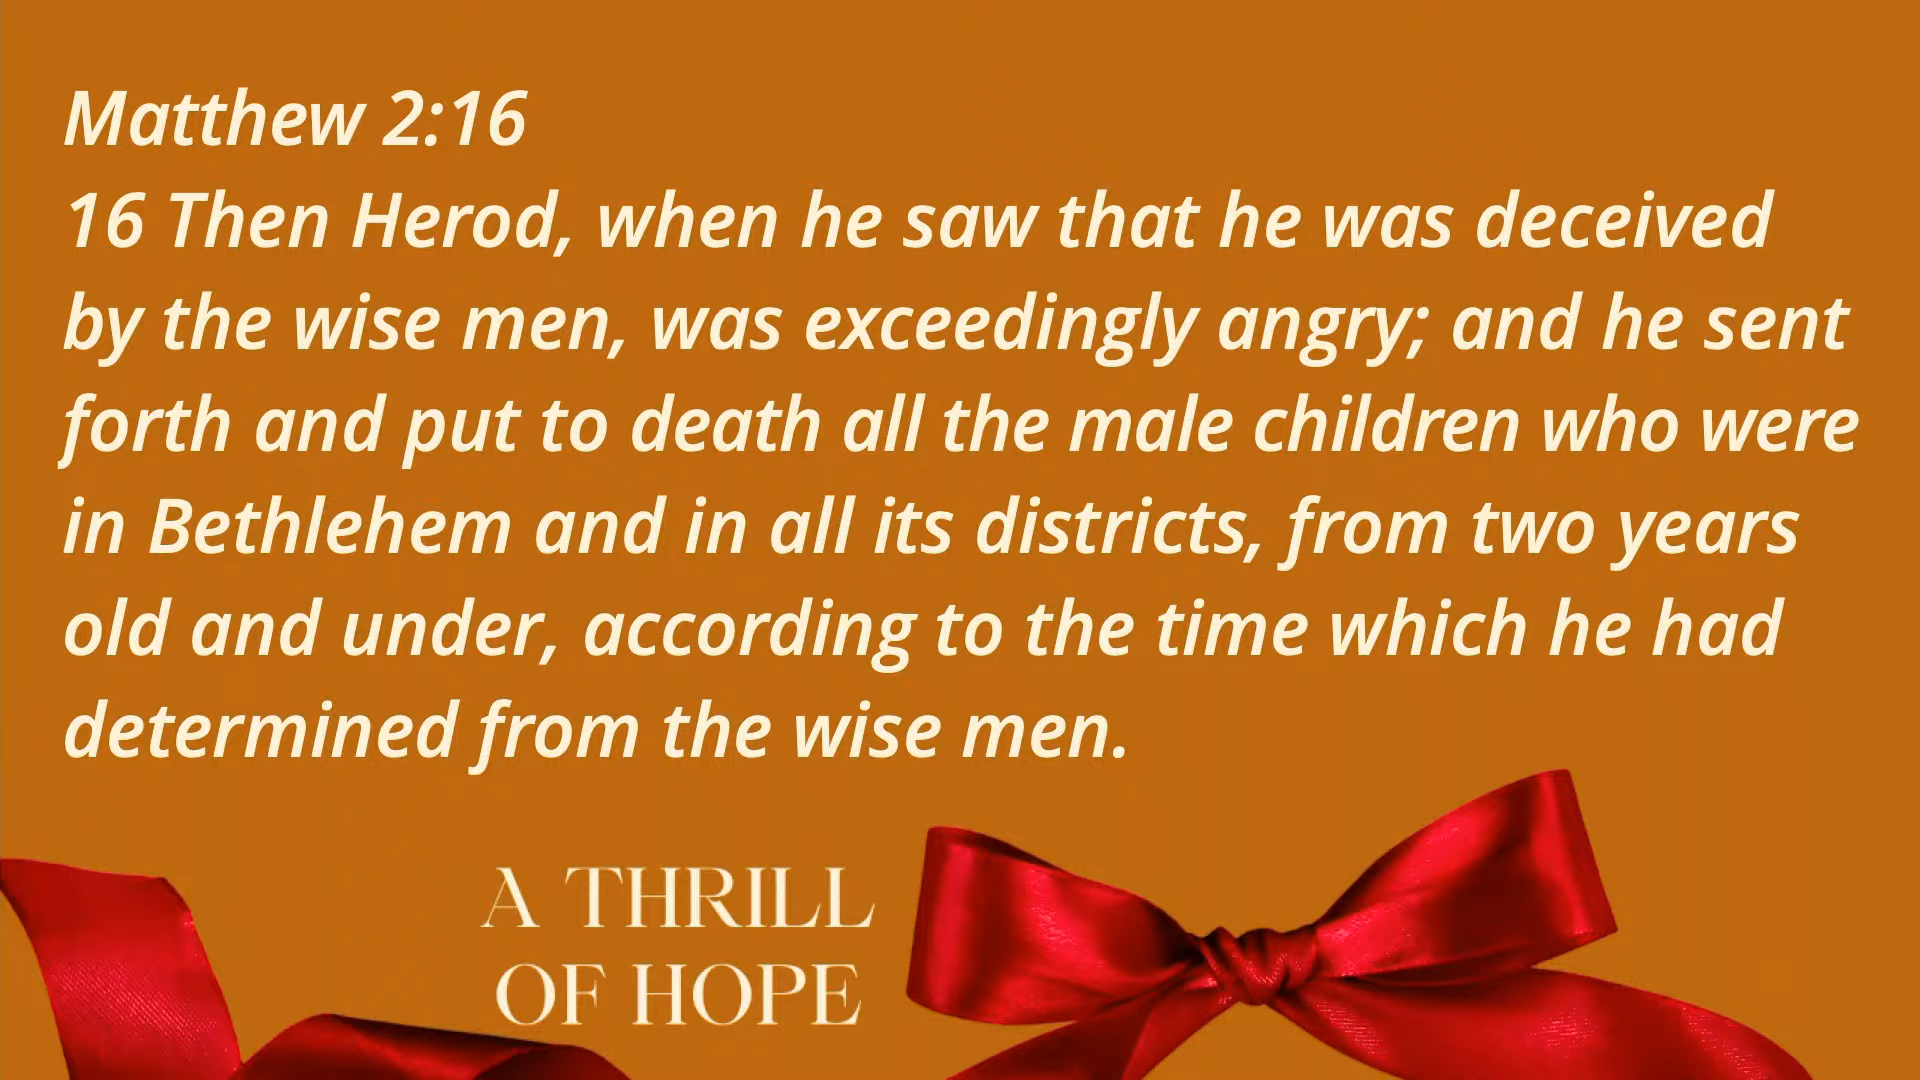 Matthew 2:16
16 Then Herod, when he saw that he was deceived
by the wise men, was exceedingly angry; and he sent
forth and put to death all the male children who were
in Bethlehem and in all its districts, from two years
old and under, according to the time which he had
determined from the wise men.
A THRILL
OF HOPE